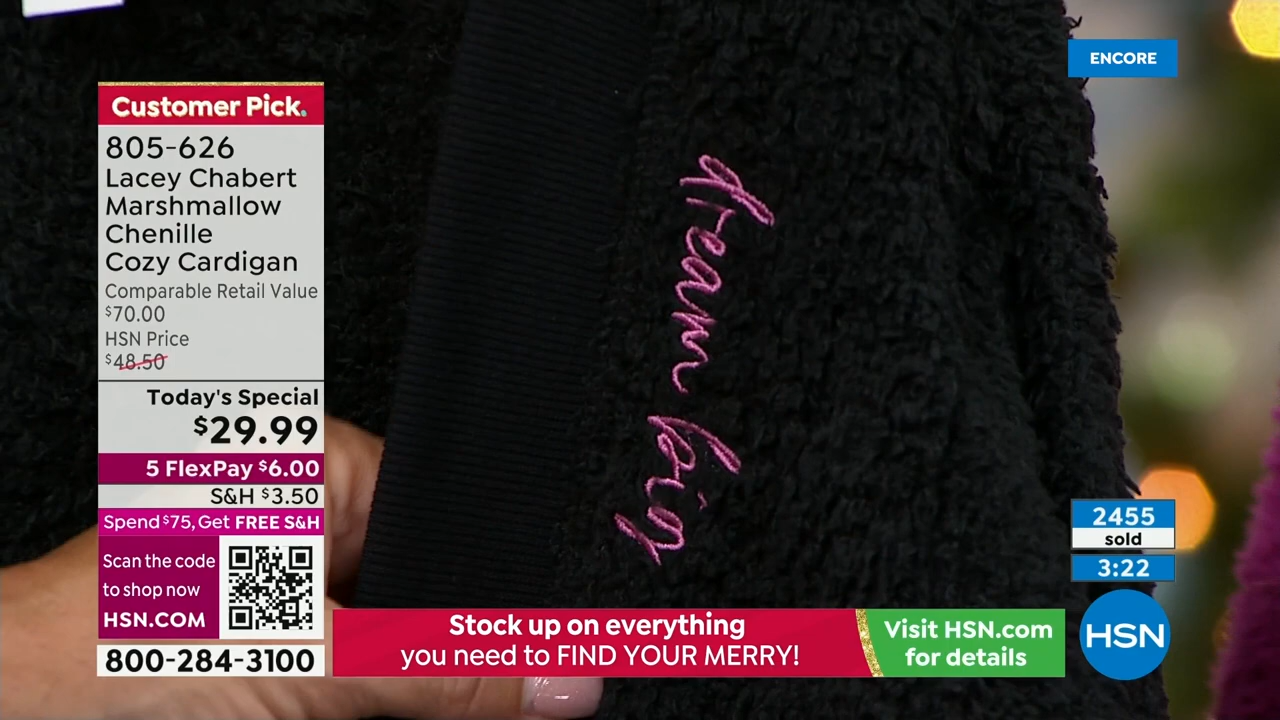 ENCORE
Customer Pick.
805-626
Lacey Chabert
Marshmallow
Chenille
Cozy Cardigan
Comparable Retail Value
$70.00
HSN Price
$48.50
Today's Special
$29.99
5 FlexPay $6.00
S&H $3.50
Spend $75, Get FREE S&H
Scan the code
to shop now
HSN.COM
800-284-3100
dream big
2455
sold
3:22
HSN
Stock up on everything
you need to FIND YOUR MERRY!
Visit HSN.com
for details